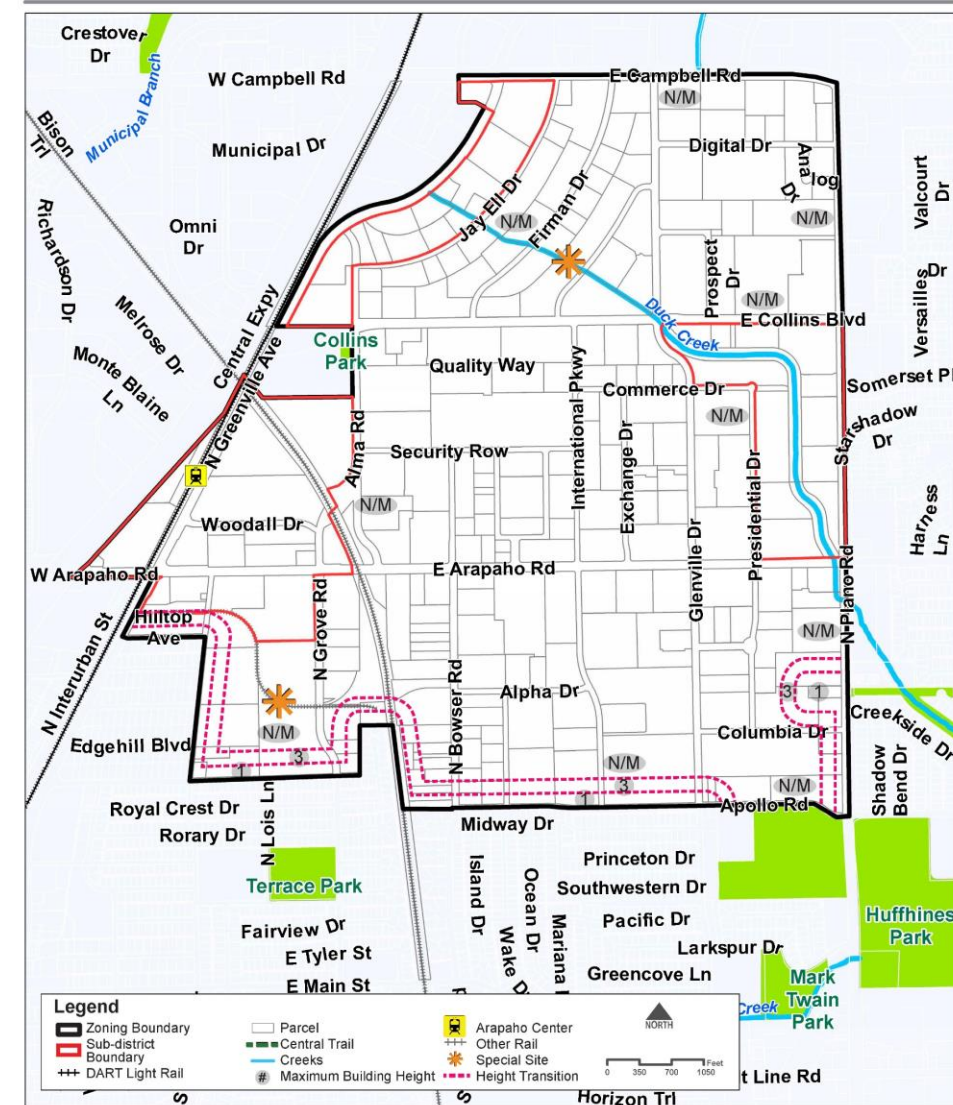 Crestover
Dr
W Campbell Rd
E Campbell Rd
N/M
Municipal Branch
Bison
Trl
Municipal Dr
Digital Dr
Analog
Dr
Valcourt
Dr
Omni
Dr
Jay Ell Dr
N/M
Firman Dr
N/M
Richardson Dr
Prospect
Dr
Versailles Dr
Melrose Dr
Central Expy
N/M
Duck Creek
E Collins Blvd
Collins
Park
Monte Blaine
Ln
N Greenville Ave
Quality Way
International Pkwy
Commerce Dr
Somerset Pl
N/M
Starshadow
Dr
Alma Rd
Security Row
Exchange Dr
Glenville Dr
Presidential Dr
N/M
Woodall Dr
Harness
Ln
W Arapaho Rd
E Arapaho Rd
N Plano Rd
Hilltop
Ave
N Grove Rd
N/M
N Interurban St
N Bowser Rd
Alpha Dr
3
1
N/M
Columbia Dr
Creekside Dr
Edgehill Blvd
3
1
N/M
3
1
N/M
Shadow
Bend Dr
Royal Crest Dr
N Lois Ln
Apollo Rd
Rorary Dr
Midway Dr
Princeton Dr
Terrace Park
Island Dr
Ocean Dr
Southwestern Dr
Fairview Dr
Wake D
Mariana
Pacific Dr
Huffhines
Park
E Tyler St
Larkspur Dr
E Main St
Greencove Ln
Mark
Twain
Park
Creek
Legend
Zoning Boundary
Sub-district
Boundary
DART Light Rail
Parcel
Central Trail
Creeks
# Maximum Building Height
Arapaho Center
Other Rail
Special Site
Height Transition
NORTH
0 350 700 1050 Feet
t Line Rd
Horizon Trl